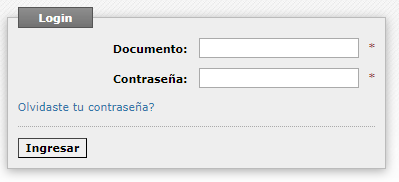 Login
Documento: *
Contraseña: *
Olvidaste tu contraseña?
Ingresar